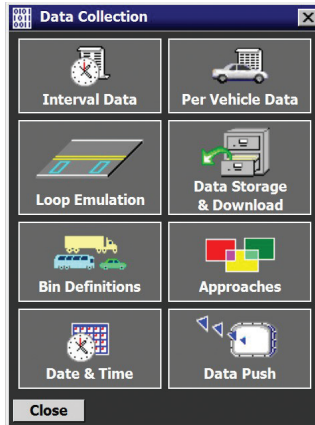 Data Collection
Interval Data
Per Vehicle Data
Loop Emulation
Data Storage
& Download
Bin Definitions
Approaches
Date & Time
Data Push
Close